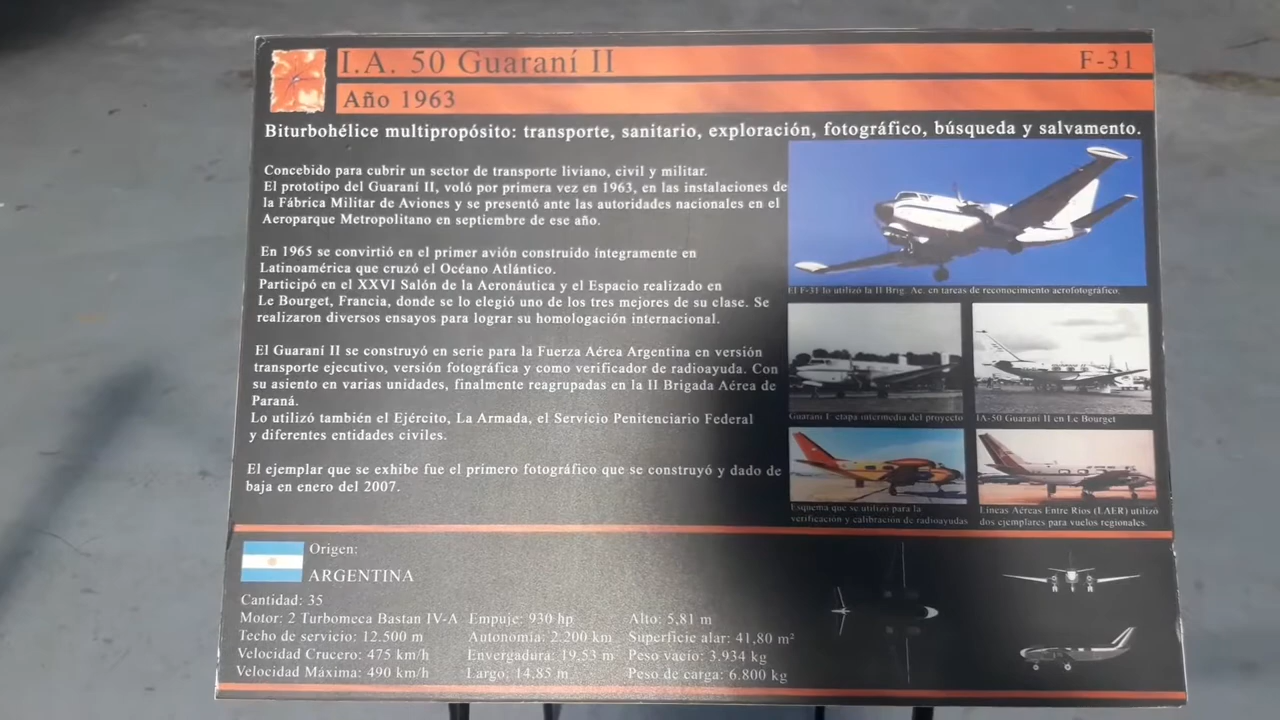 I.A. 50 Guaraní II
F-31
Año 1963
Biturbohélice multipropósito: transporte, sanitario, exploración, fotográfico, búsqueda y salvamento.
Concebido para cubrir un sector de transporte liviano, civil y militar.
El prototipo del Guaraní II, voló por primera vez en 1963, en las instalaciones de
la Fábrica Militar de Aviones y se presentó ante las autoridades nacionales en el
Aeroparque Metropolitano en septiembre de ese año.
En 1965 se convirtió en el primer avión construido íntegramente en
Latinoamérica que cruzó el Océano Atlántico.
Participó en el XXVI Salón de la Aeronáutica y el Espacio realizado en
Le Bourget, Francia, donde se lo elegió uno de los tres mejores de su clase. Se
realizaron diversos ensayos para lograr su homologación internacional.
El Guaraní II se construyó en serie para la Fuerza Aérea Argentina en versión
transporte ejecutivo, versión fotográfica y como verificador de radioayuda. Con
su asiento en varias unidades, finalmente reagrupadas en la II Brigada Aérea de
Paraná.
Lo utilizó también el Ejército, La Armada, el Servicio Penitenciario Federal
y diferentes entidades civiles.
El ejemplar que se exhibe fue el primero fotográfico que se construyó y dado de
baja en enero del 2007.
El F-31 lo utilizó la II Brig. Ae. en tareas de reconocimiento aerofotográfico.
Guaraní I: etapa intermedia del proyecto
IA-50 Guaraní II en Le Bourget
Esquema que se utilizó para la
verificación y calibración de radioayudas
Líneas Aéreas Entre Ríos (LAER) utilizó
dos ejemplares para vuelos regionales.
Origen:
ARGENTINA
Cantidad: 35
Motor: 2 Turbomeca Bastan IV-A Empuje: 930 hp Alto: 5,81 m
Techo de servicio: 12.500 m Autonomía: 2.200 km Superficie alar: 41,80 m²
Velocidad Crucero: 475 km/h Envergadura: 19,53 m Peso vacío: 3.934 kg
Velocidad Máxima: 490 km/h Largo: 14,85 m Peso de carga: 6.800 kg